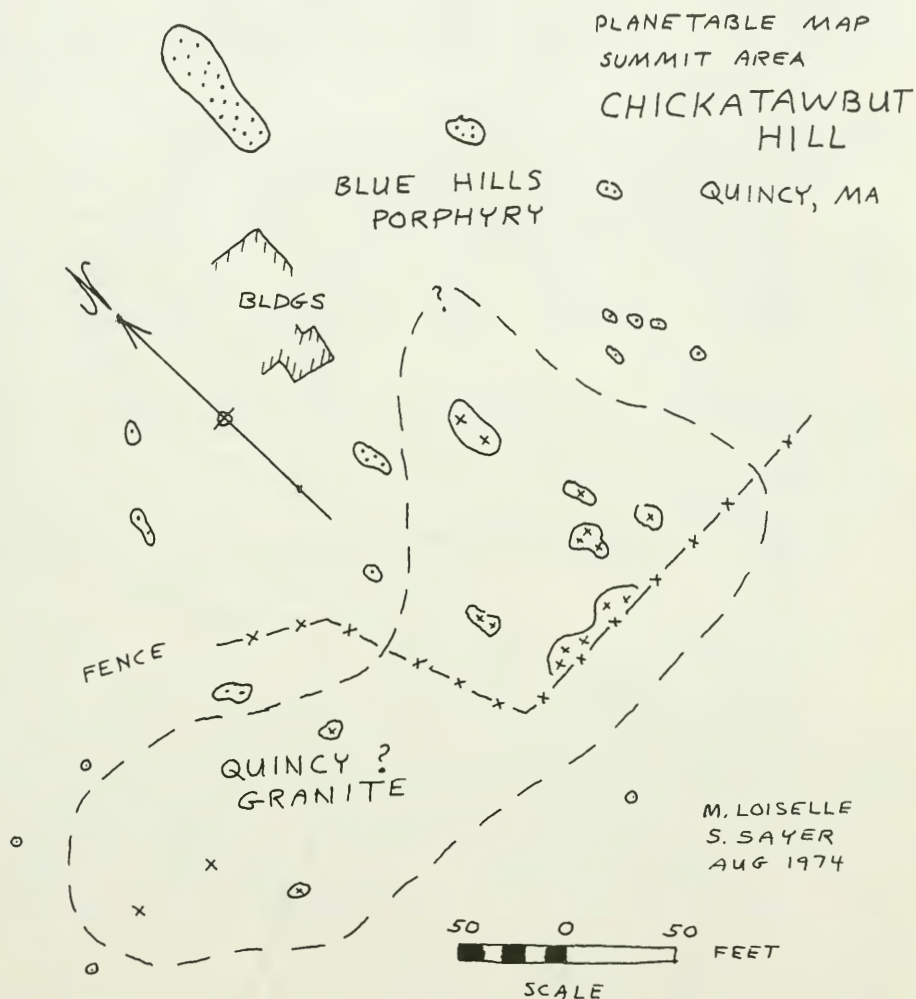 PLANETABLE MAP
SUMMIT AREA
CHICKATAWBUT
HILL
QUINCY, MA
BLUE HILLS
PORPHYRY
N
BLDGS
?
FENCE
QUINCY ?
GRANITE
M. LOISELLE
S. SAYER
AUG 1974
50 0 50
FEET
SCALE